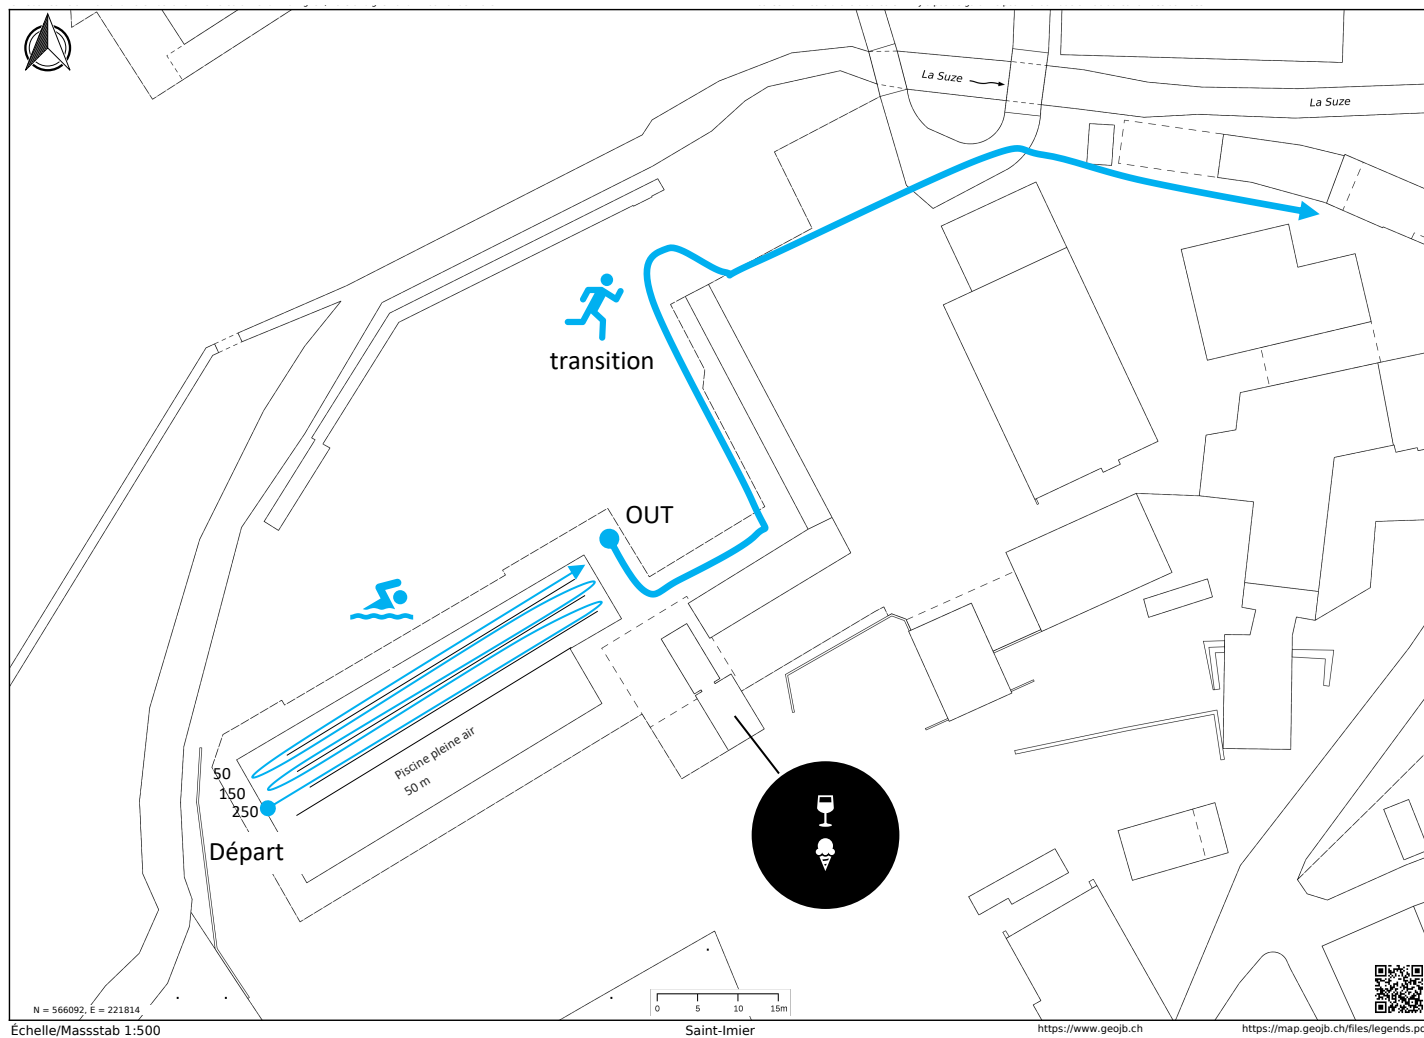 La Suze
La Suze
transition
OUT
Piscine pleine air
50 m
50
150
250
Départ
0 5 10 15m
N = 566092, E = 221814
Échelle/Massstab 1:500
Saint-Imier
https://www.geojb.ch
https://map.geojb.ch/files/legends.pd